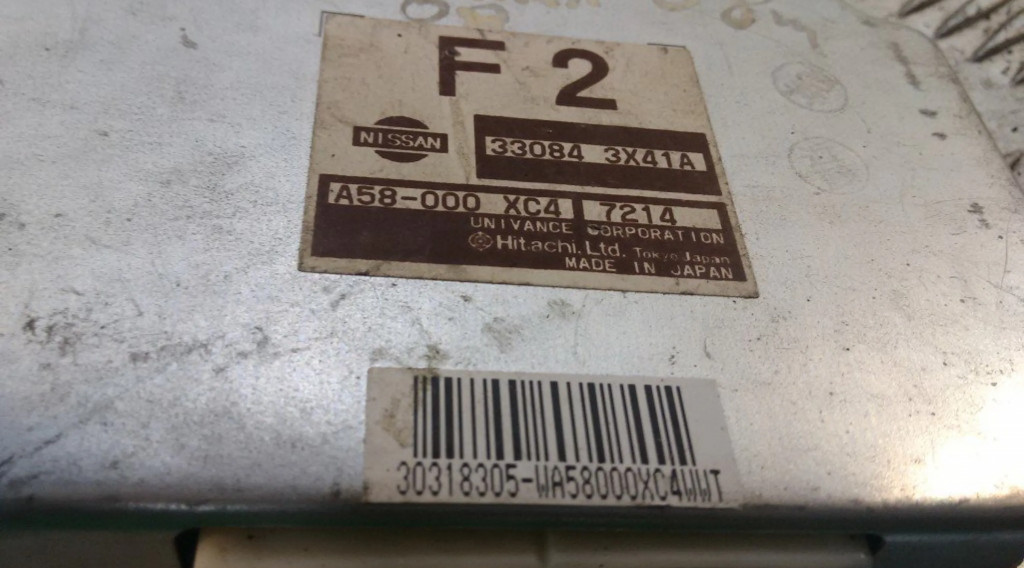 F 2
NISSAN
33084 3X41A
A58-000 XC4 7214
UNIVANCE CORPORATION
Hitachi. Ltd. Tokyo Japan
MADE IN JAPAN
30318305-WA58000XC4WWT